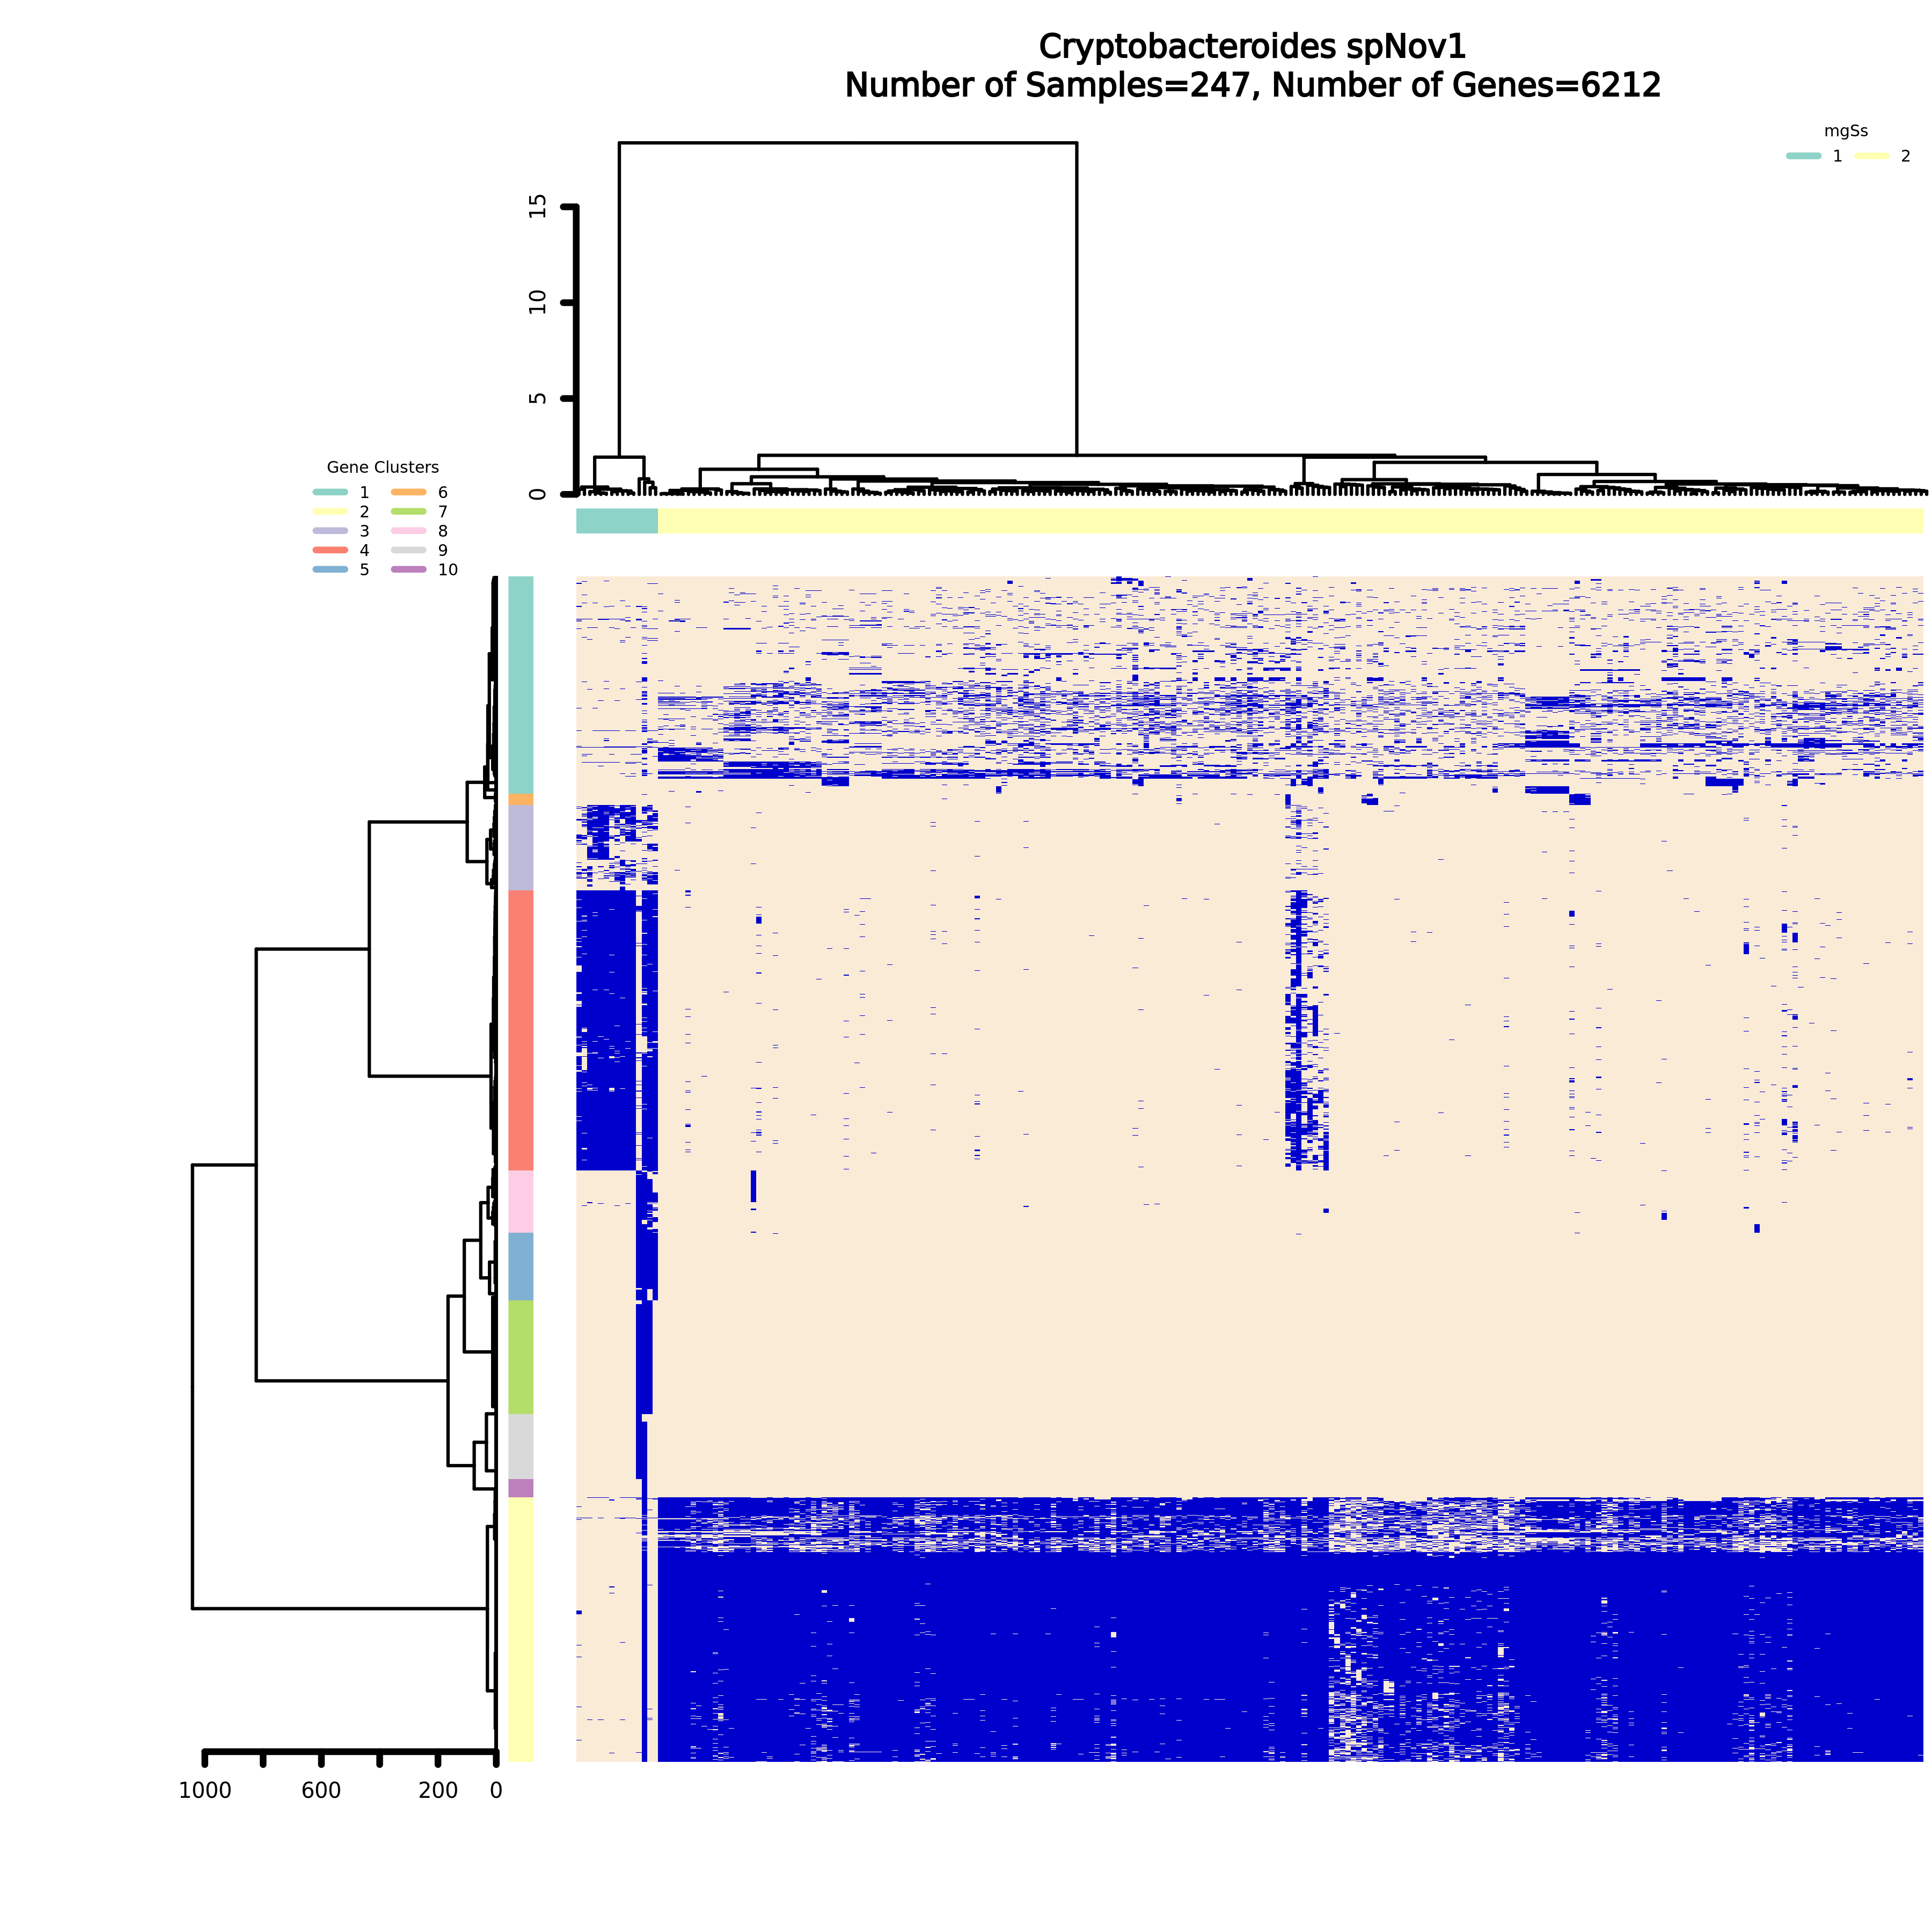 Cryptobacteroides spNov1
Number of Samples=247, Number of Genes=6212
mgSs
1 2
15
10
5
0
Gene Clusters
1 6
2 7
3 8
4 9
5 10
1000 600 200 0